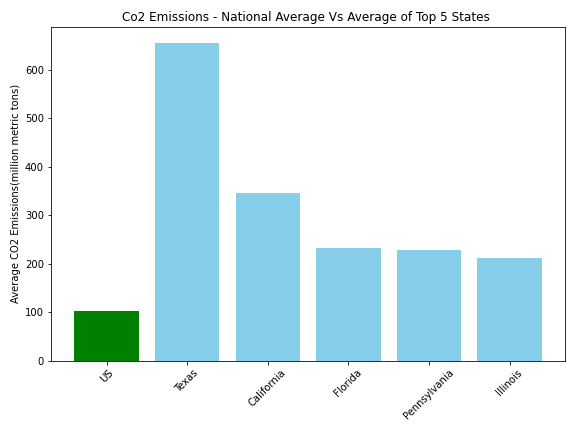 Co2 Emissions - National Average Vs Average of Top 5 States
Average CO2 Emissions(million metric tons)
600
500
400
300
200
100
0
US
Texas
California
Florida
Pennsylvania
Illinois